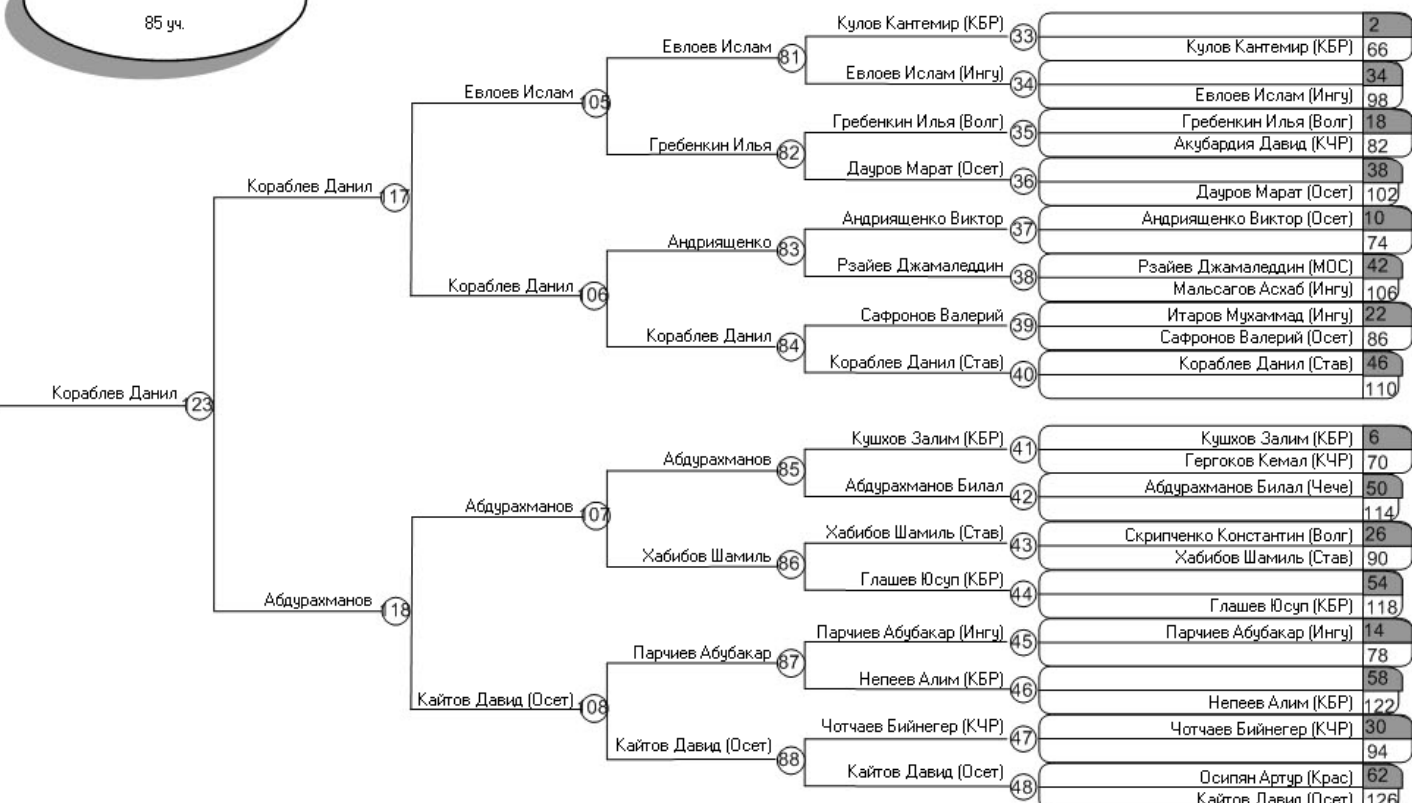 85 уч.
Кулов Кантемир (КБР) 33 2
Евлоев Ислам 81 Кулов Кантемир (КБР) 66
Евлоев Ислам (Ингу) 34 34
Евлоев Ислам 105 Евлоев Ислам (Ингу) 98
Гребенкин Илья (Волг) 35 Гребенкин Илья (Волг) 18
Гребенкин Илья 82 Акубардия Давид (КЧР) 82
Дауров Марат (Осет) 36 38
Кораблев Данил 117 Дауров Марат (Осет) 102
Андриященко Виктор 37 Андриященко Виктор (Осет) 10
Андриященко 83 74
Рзайев Джамаледдин 38 Рзайев Джамаледдин (МОС) 42
Кораблев Данил 106 Мальсагов Асхаб (Ингу) 106
Сафронов Валерий 39 Итаров Мухаммад (Ингу) 22
Кораблев Данил 84 Сафронов Валерий (Осет) 86
Кораблев Данил (Став) 40 Кораблев Данил (Став) 46
110
Кораблев Данил 123
Кушхов Залим (КБР) 41 Кушхов Залим (КБР) 6
Абдурахманов 85 Гергоков Кемал (КЧР) 70
Абдурахманов Билал 42 Абдурахманов Билал (Чече) 50
Абдурахманов 107 114
Хабибов Шамиль (Став) 43 Скрипченко Константин (Волг) 26
Хабибов Шамиль 86 Хабибов Шамиль (Став) 90
Глашев Юсуп (КБР) 44 54
Абдурахманов 118 Глашев Юсуп (КБР) 118
Парчиев Абубакар (Ингу) 45 Парчиев Абубакар (Ингу) 14
Парчиев Абубакар 87 78
Непеев Алим (КБР) 46 58
Кайтов Давид (Осет) 108 Непеев Алим (КБР) 122
Чотчаев Бийнегер (КЧР) 47 Чотчаев Бийнегер (КЧР) 30
Кайтов Давид (Осет) 88 94
Кайтов Давид (Осет) 48 Осипян Артур (Крас) 62
Кайтов Давид (Осет) 126